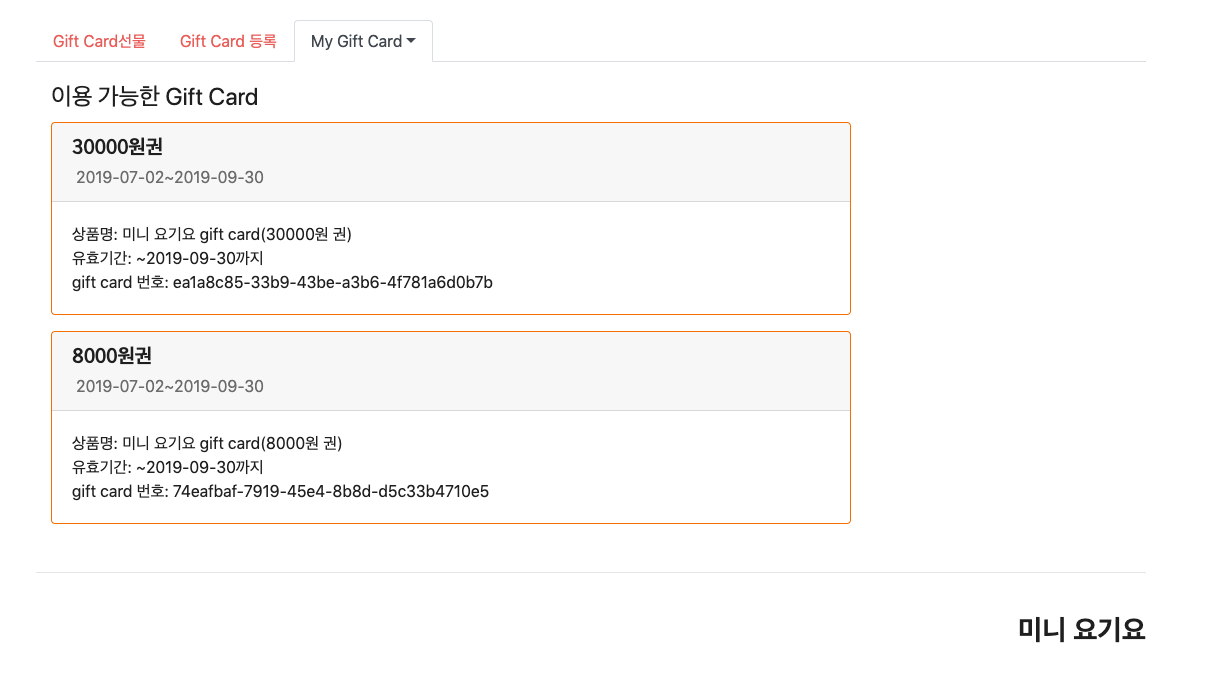 Gift Card선물 Gift Card 등록 My Gift Card
이용 가능한 Gift Card
30000원권
2019-07-02~2019-09-30
상품명: 미니 요기요 gift card(30000원 권)
유효기간: ~2019-09-30까지
gift card 번호: ea1a8c85-33b9-43be-a3b6-4f781a6d0b7b
8000원권
2019-07-02~2019-09-30
상품명: 미니 요기요 gift card(8000원 권)
유효기간: ~2019-09-30까지
gift card 번호: 74eafbaf-7919-45e4-8b8d-d5c33b4710e5
미니 요기요